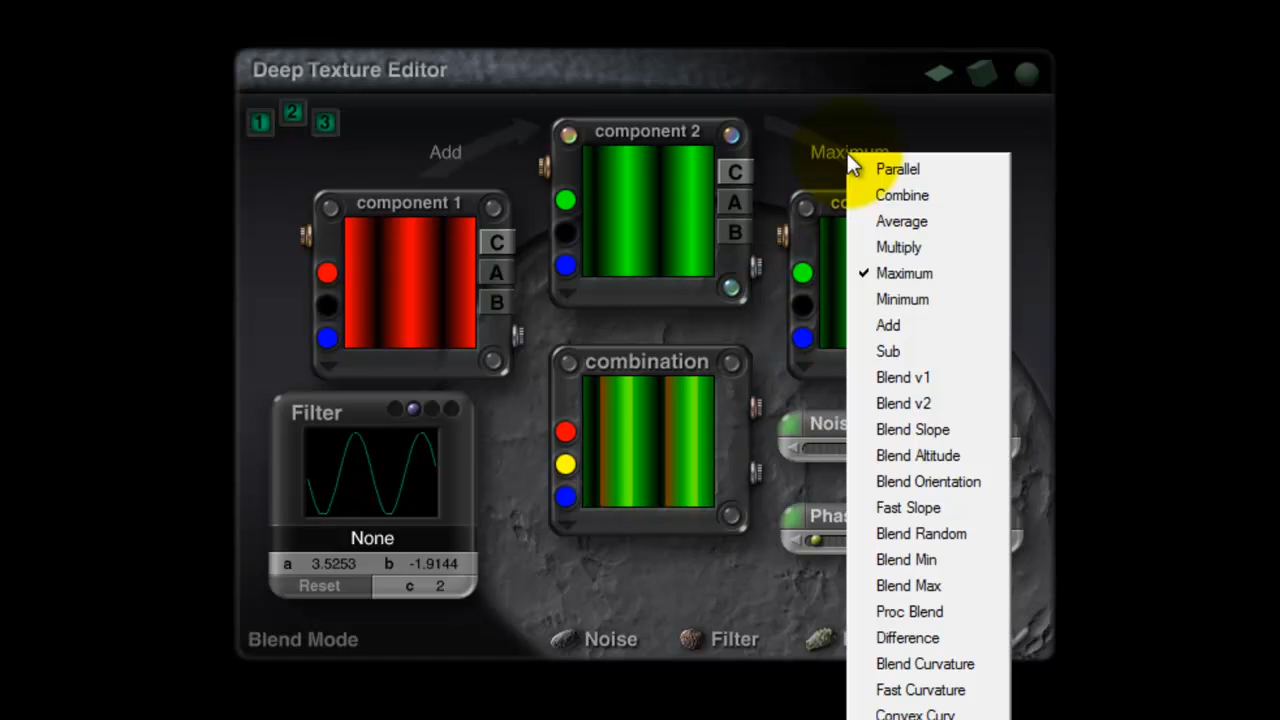 Deep Texture Editor
1
2
3
Add
component 2
Maximum
C
A
B
component 1
C
A
B
combination
Filter
None
a 3.5253 b -1.9144
Reset c 2
Blend Mode
Noise
Filter
Parallel
Combine
Average
Multiply
Maximum
Minimum
Add
Sub
Blend v1
Blend v2
Blend Slope
Blend Altitude
Blend Orientation
Fast Slope
Blend Random
Blend Min
Blend Max
Proc Blend
Difference
Blend Curvature
Fast Curvature
Convex Curv